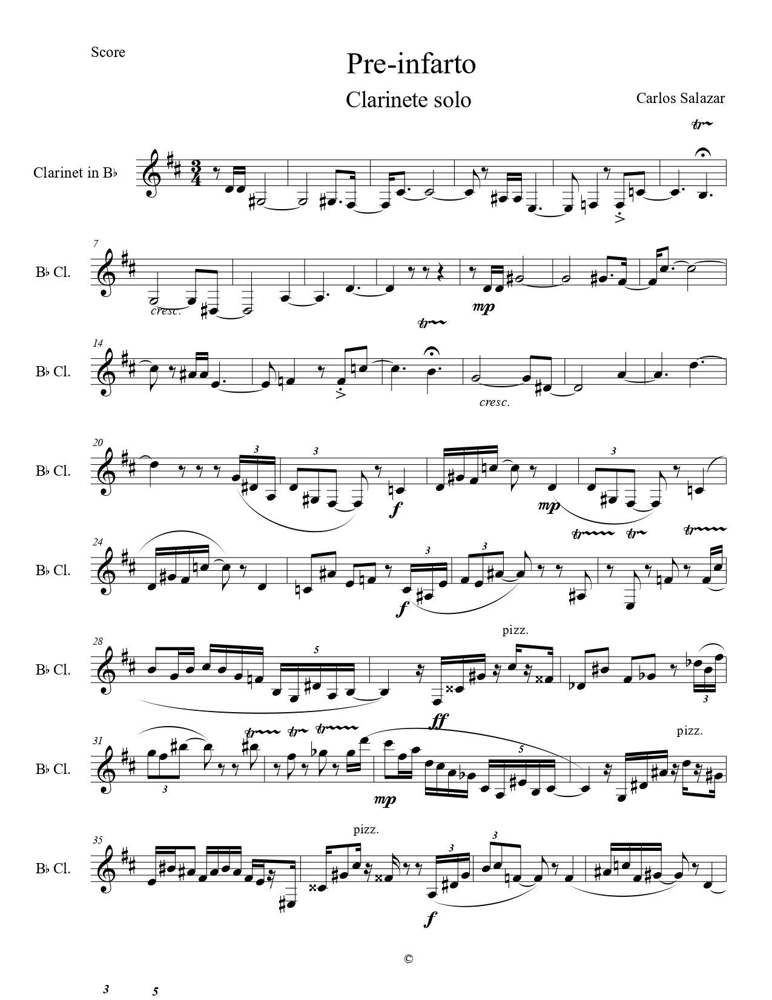 Score
Pre-infarto
Clarinete solo
Carlos Salazar
tr
Clarinet in B♭
3
4
7
B♭ Cl.
cresc.
mp
tr
14
B♭ Cl.
cresc.
20
3
3
3
B♭ Cl.
f
mp
tr tr tr
24
3
3
B♭ Cl.
f
pizz.
28
5
B♭ Cl.
3
ff
tr tr tr
pizz.
31
5
B♭ Cl.
3
mp
pizz.
35
3
3
B♭ Cl.
f
©
3 5